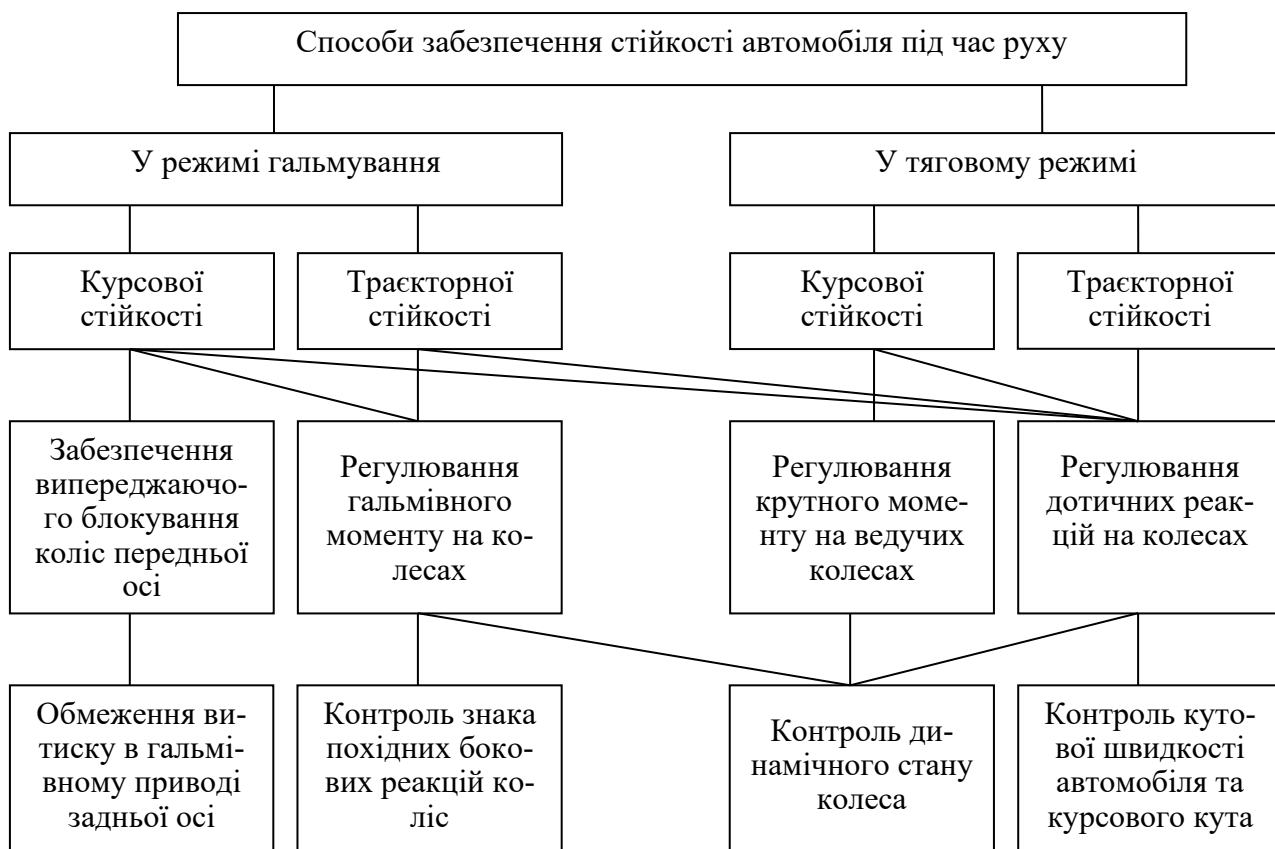 Способи забезпечення стійкості автомобіля під час руху
У режимі гальмування
У тяговому режимі
Курсової
стійкості
Траєкторної
стійкості
Курсової
стійкості
Траєкторної
стійкості
Забезпечення
випереджаючо-
го блокування
коліс передньої
осі
Регулювання
гальмівного
моменту на ко-
лесах
Регулювання
крутного моме-
нту на ведучих
колесах
Регулювання
дотичних реак-
цій на колесах
Обмеження ви-
тиску в гальмі-
вному приводі
задньої осі
Контроль знака
похідних боко-
вих реакцій ко-
ліс
Контроль ди-
намічного стану
колеса
Контроль куто-
вої швидкості
автомобіля та
курсового кута